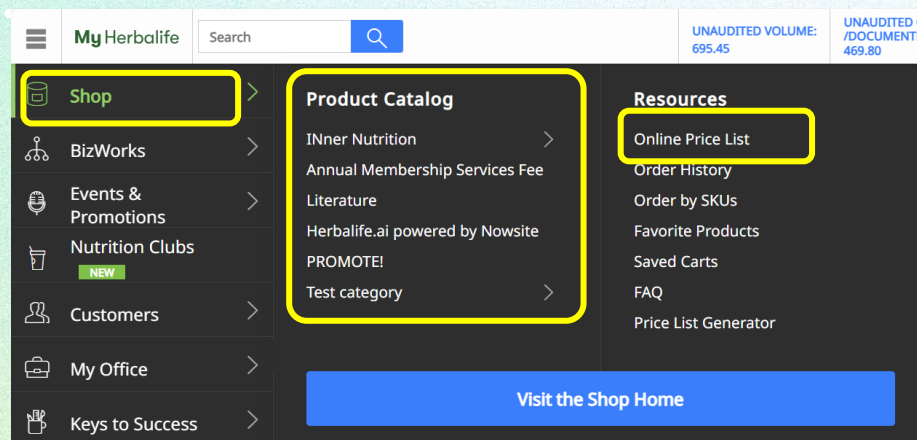 My Herbalife
Search
UNAUDITED VOLUME:
695.45
UNAUDITED
/DOCUMENT
469.80
Shop
BizWorks
Events &
Promotions
Nutrition Clubs
NEW
Customers
My Office
Keys to Success
Product Catalog
INner Nutrition
Annual Membership Services Fee
Literature
Herbalife.ai powered by Nowsite
PROMOTE!
Test category
Resources
Online Price List
Order History
Order by SKUs
Favorite Products
Saved Carts
FAQ
Price List Generator
Visit the Shop Home